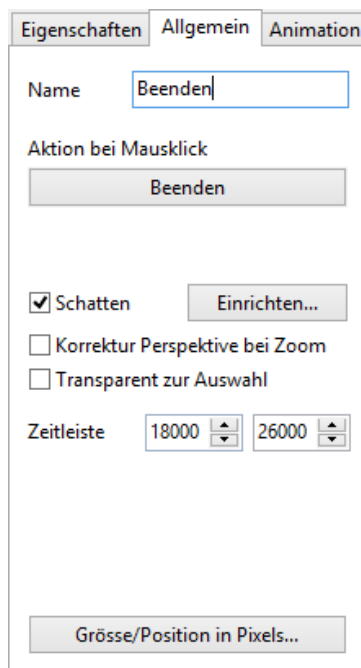 Eigenschaften Allgemein Animation
Name Beenden
Aktion bei Mausklick
Beenden
Schatten Einrichten...
Korrektur Perspektive bei Zoom
Transparent zur Auswahl
Zeitleiste 18000 26000
Grösse/Position in Pixels...